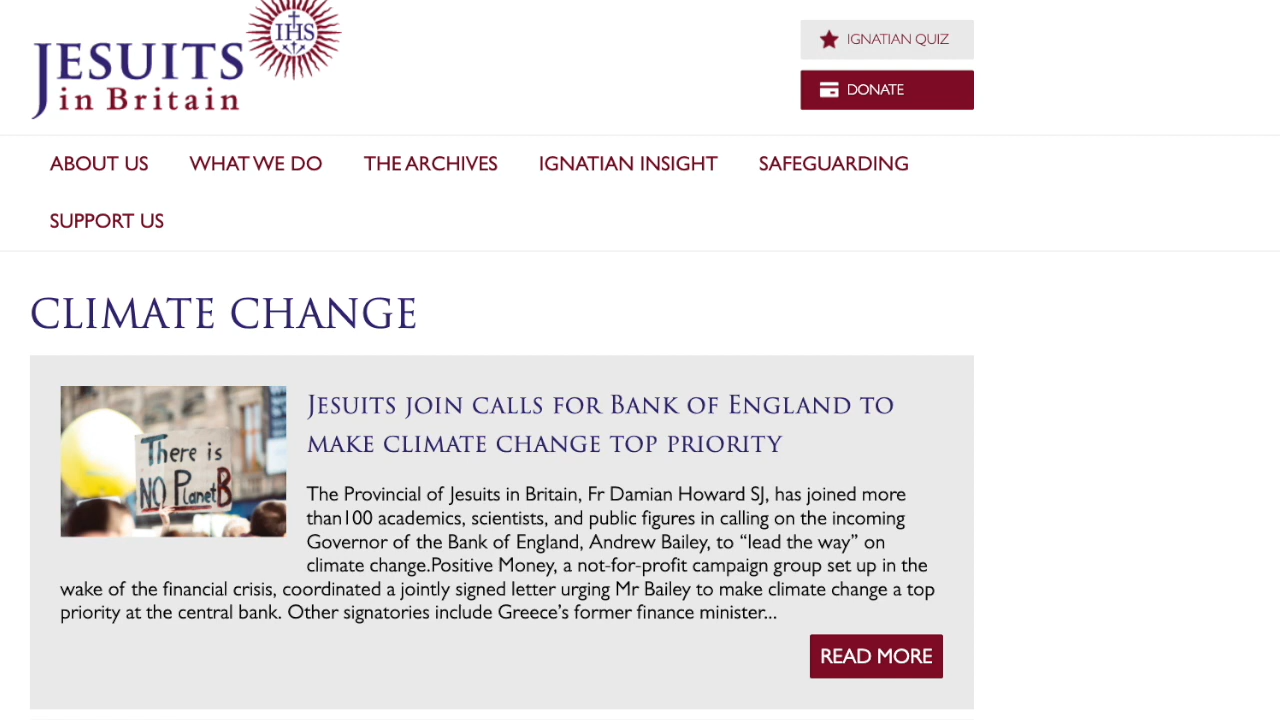 IHS
JESUITS
in Britain
IGNATIAN QUIZ
DONATE
ABOUT US WHAT WE DO THE ARCHIVES IGNATIAN INSIGHT SAFEGUARDING
SUPPORT US
CLIMATE CHANGE
There is
NO PlanetB
Jesuits join calls for Bank of England to
make climate change top priority
The Provincial of Jesuits in Britain, Fr Damian Howard SJ, has joined more
than100 academics, scientists, and public figures in calling on the incoming
Governor of the Bank of England, Andrew Bailey, to “lead the way” on
climate change.Positive Money, a not-for-profit campaign group set up in the
wake of the financial crisis, coordinated a jointly signed letter urging Mr Bailey to make climate change a top
priority at the central bank. Other signatories include Greece’s former finance minister...
READ MORE